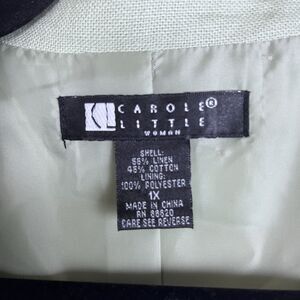 CAROLE®
LITTLE
WOMAN
SHELL:
55% LINEN
45% COTTON
LINING:
100% POLYESTER
1X
MADE IN CHINA
RN 88620
CARE SEE REVERSE